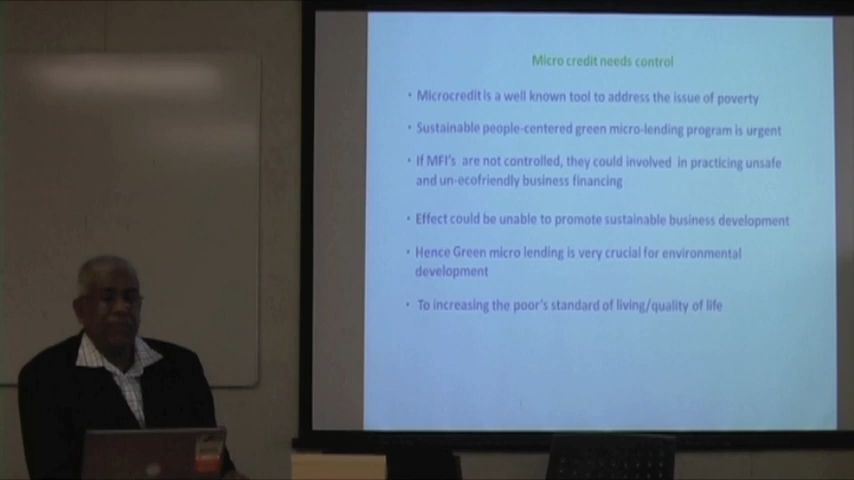 Micro credit needs control
• Microcredit is a well known tool to address the issue of poverty
• Sustainable people-centered green micro-lending program is urgent
• If MFI's are not controlled, they could involved in practicing unsafe
and un-ecofriendly business financing
• Effect could be unable to promote sustainable business development
• Hence Green micro lending is very crucial for environmental
development
• To increasing the poor's standard of living/quality of life